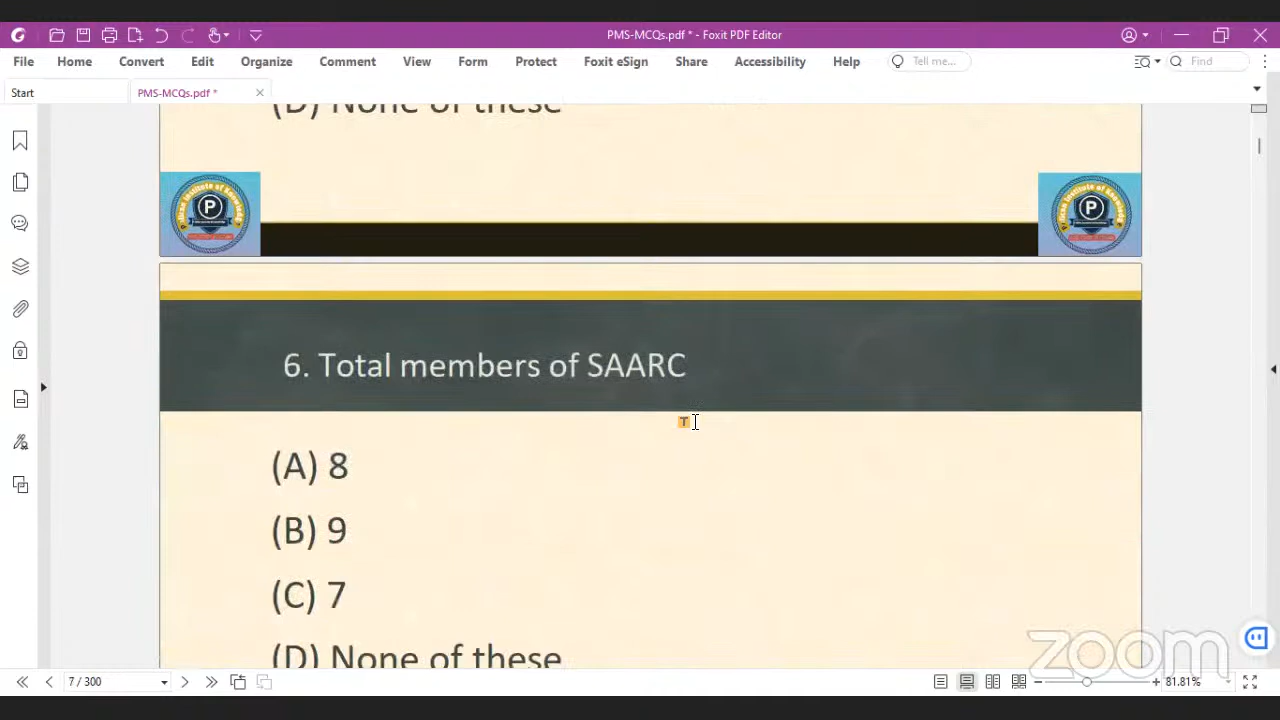 PMS-MCQs.pdf * - Foxit PDF Editor
File Home Convert Edit Organize Comment View Form Protect Foxit eSign Share Accessibility Help Tell me... Find
Start PMS-MCQs.pdf *
(D) None of these
P
P
6. Total members of SAARC
T
(A) 8
(B) 9
(C) 7
(D) None of these
zoom
7 / 300
81.81%